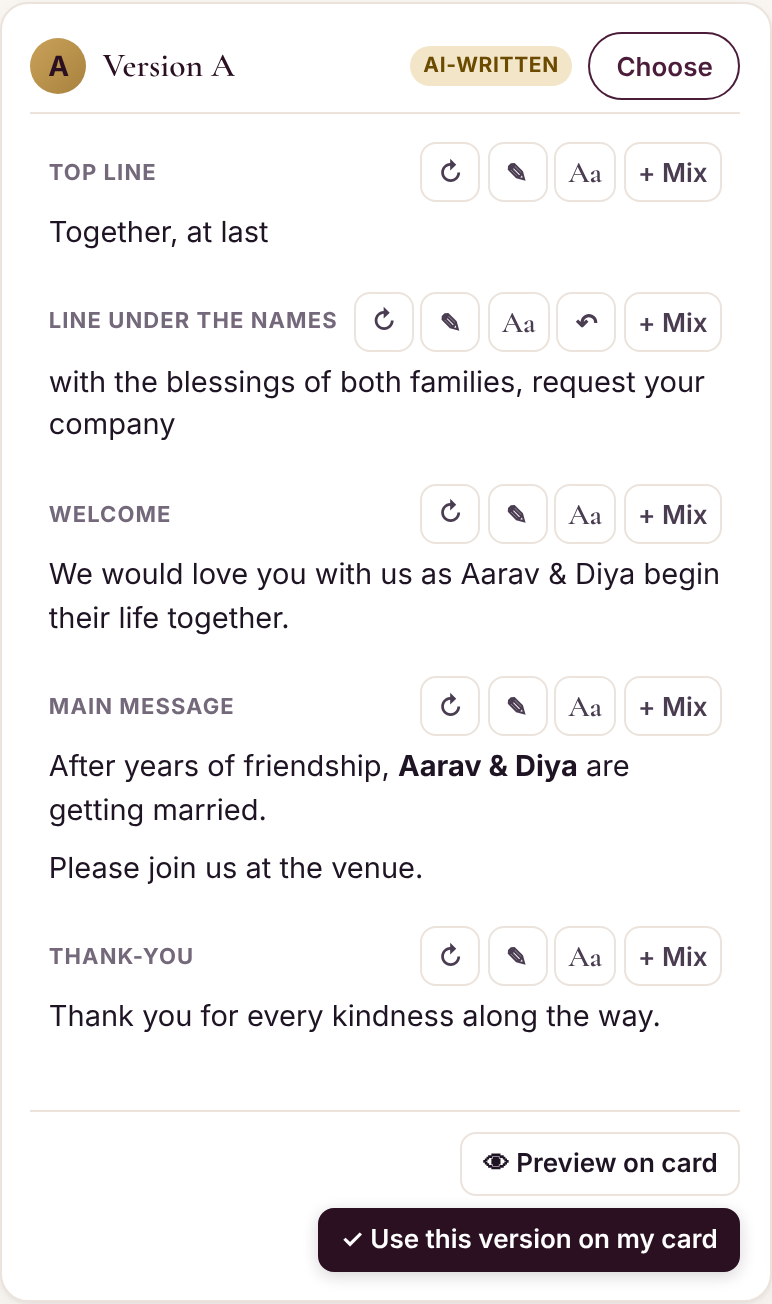 A Version A AI-WRITTEN Choose
TOP LINE ↻ ✎ Aa + Mix
Together, at last
LINE UNDER THE NAMES ↻ ✎ Aa ↶ + Mix
with the blessings of both families, request your
company
WELCOME ↻ ✎ Aa + Mix
We would love you with us as Aarav & Diya begin
their life together.
MAIN MESSAGE ↻ ✎ Aa + Mix
After years of friendship, Aarav & Diya are
getting married.
Please join us at the venue.
THANK-YOU ↻ ✎ Aa + Mix
Thank you for every kindness along the way.
👁 Preview on card
✓ Use this version on my card